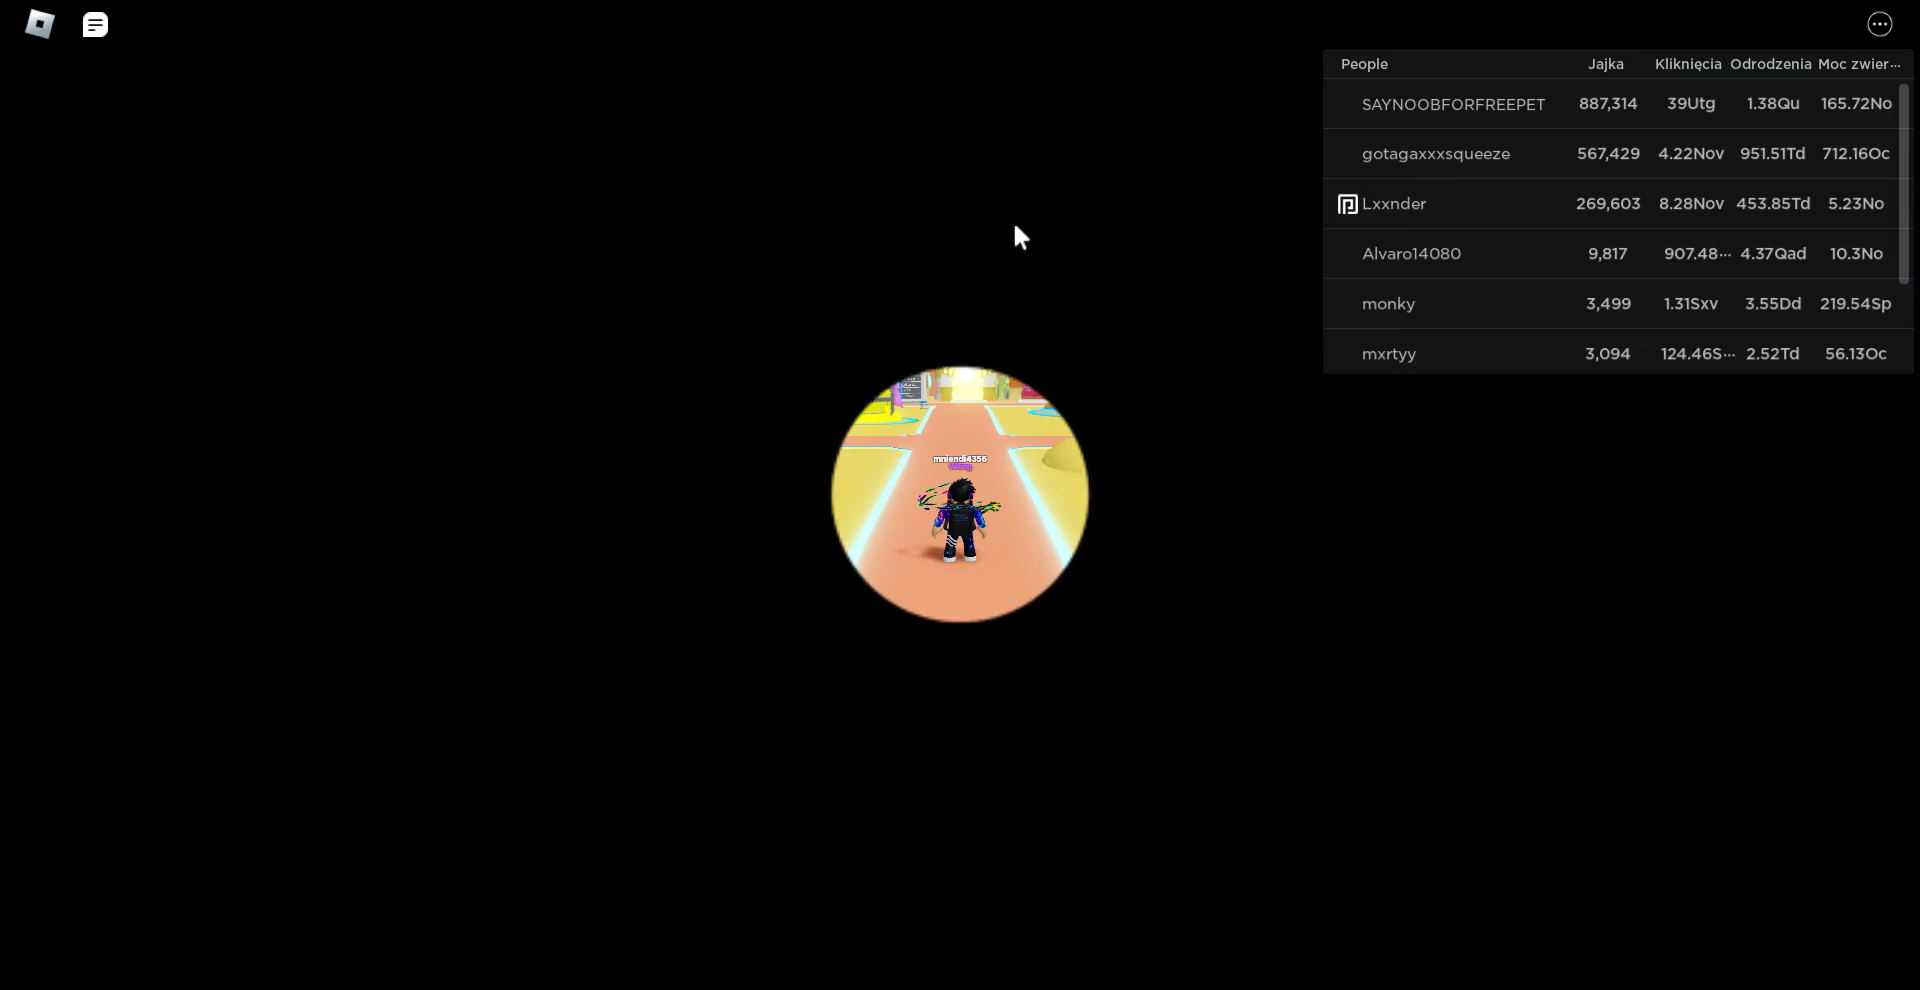 People Jajka Kliknięcia Odrodzenia Moc zwier...
SAYNOOBFORFREEPET 887,314 39Utg 1.38Qu 165.72No
gotagaxxxsqueeze 567,429 4.22Nov 951.51Td 712.16Oc
Lxxnder 269,603 8.28Nov 453.85Td 5.23No
Alvaro14080 9,817 907.48... 4.37Qad 10.3No
monky 3,499 1.31Sxv 3.55Dd 219.54Sp
mxrtyy 3,094 124.46S... 2.52Td 56.13Oc
mniendi4356